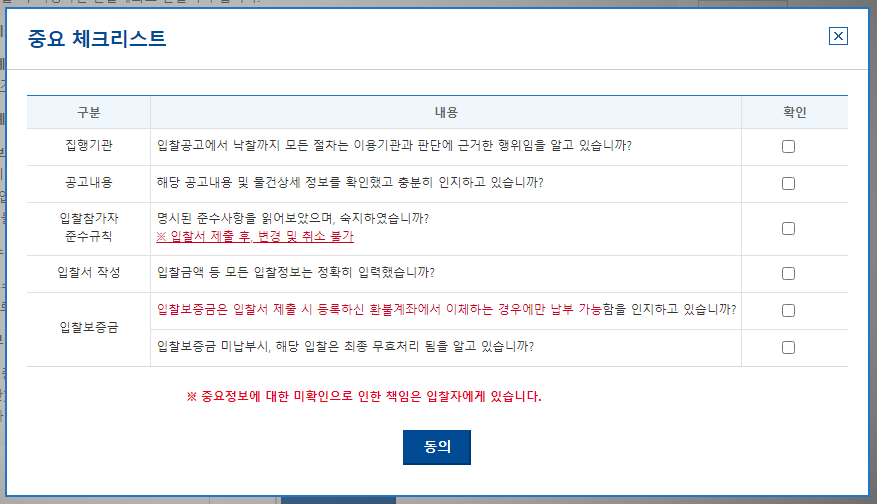 중요 체크리스트
구분 내용 확인
집행기관 입찰공고에서 낙찰까지 모든 절차는 이용기관과 판단에 근거한 행위임을 알고 있습니까?
공고내용 해당 공고내용 및 물건상세 정보를 확인했고 충분히 인지하고 있습니까?
입찰참가자 준수규칙 명시된 준수사항을 읽어보았으며, 숙지하였습니까?
※ 입찰서 제출 후, 변경 및 취소 불가
입찰서 작성 입찰금액 등 모든 입찰정보는 정확히 입력했습니까?
입찰보증금 입찰보증금은 입찰서 제출 시 등록하신 환불계좌에서 이체하는 경우에만 납부 가능함을 인지하고 있습니까?
입찰보증금 미납부시, 해당 입찰은 최종 무효처리 됨을 알고 있습니까?
※ 중요정보에 대한 미확인으로 인한 책임은 입찰자에게 있습니다.
동의